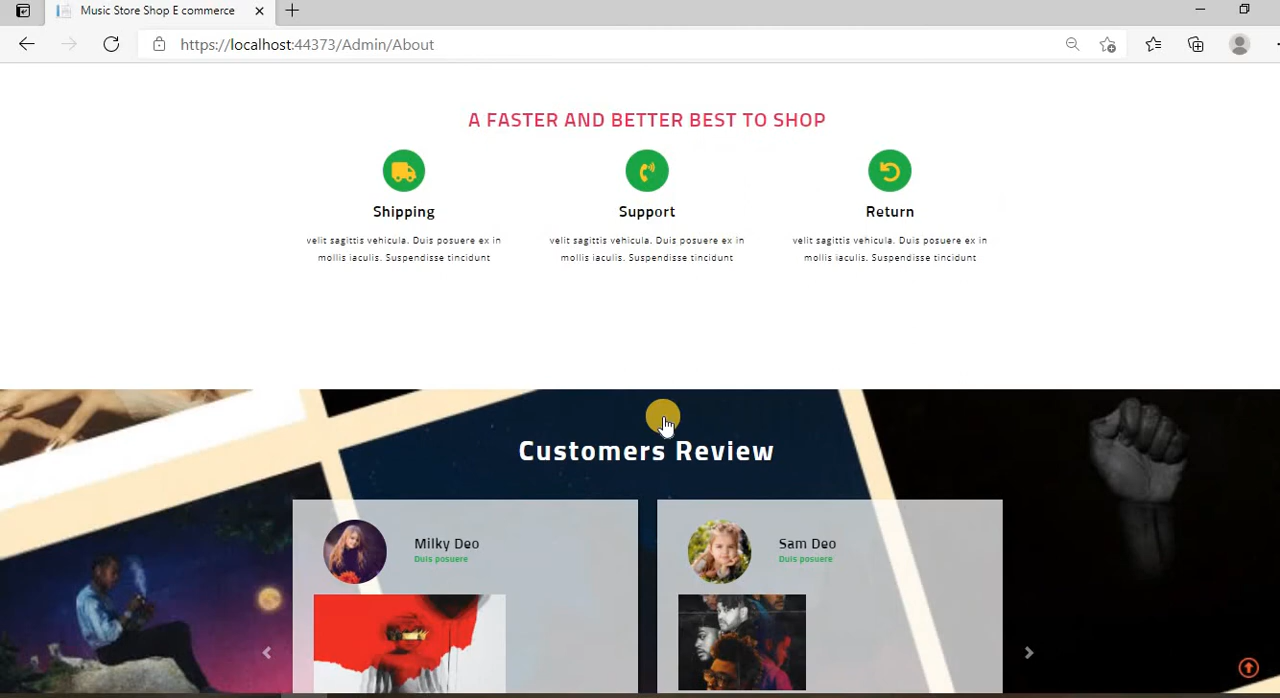 Music Store Shop E commerce
https://localhost:44373/Admin/About
A FASTER AND BETTER BEST TO SHOP
Shipping
velit sagittis vehicula. Duis posuere ex in
mollis iaculis. Suspendisse tincidunt
Support
velit sagittis vehicula. Duis posuere ex in
mollis iaculis. Suspendisse tincidunt
Return
velit sagittis vehicula. Duis posuere ex in
mollis iaculis. Suspendisse tincidunt
Customers Review
Milky Deo
Duis posuere
Sam Deo
Duis posuere